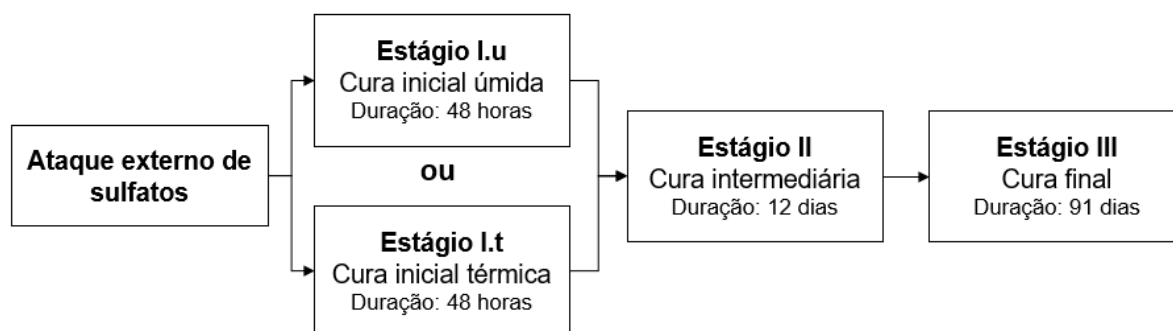 Ataque externo de
sulfatos
Estágio I.u
Cura inicial úmida
Duração: 48 horas
ou
Estágio I.t
Cura inicial térmica
Duração: 48 horas
Estágio II
Cura intermediária
Duração: 12 dias
Estágio III
Cura final
Duração: 91 dias